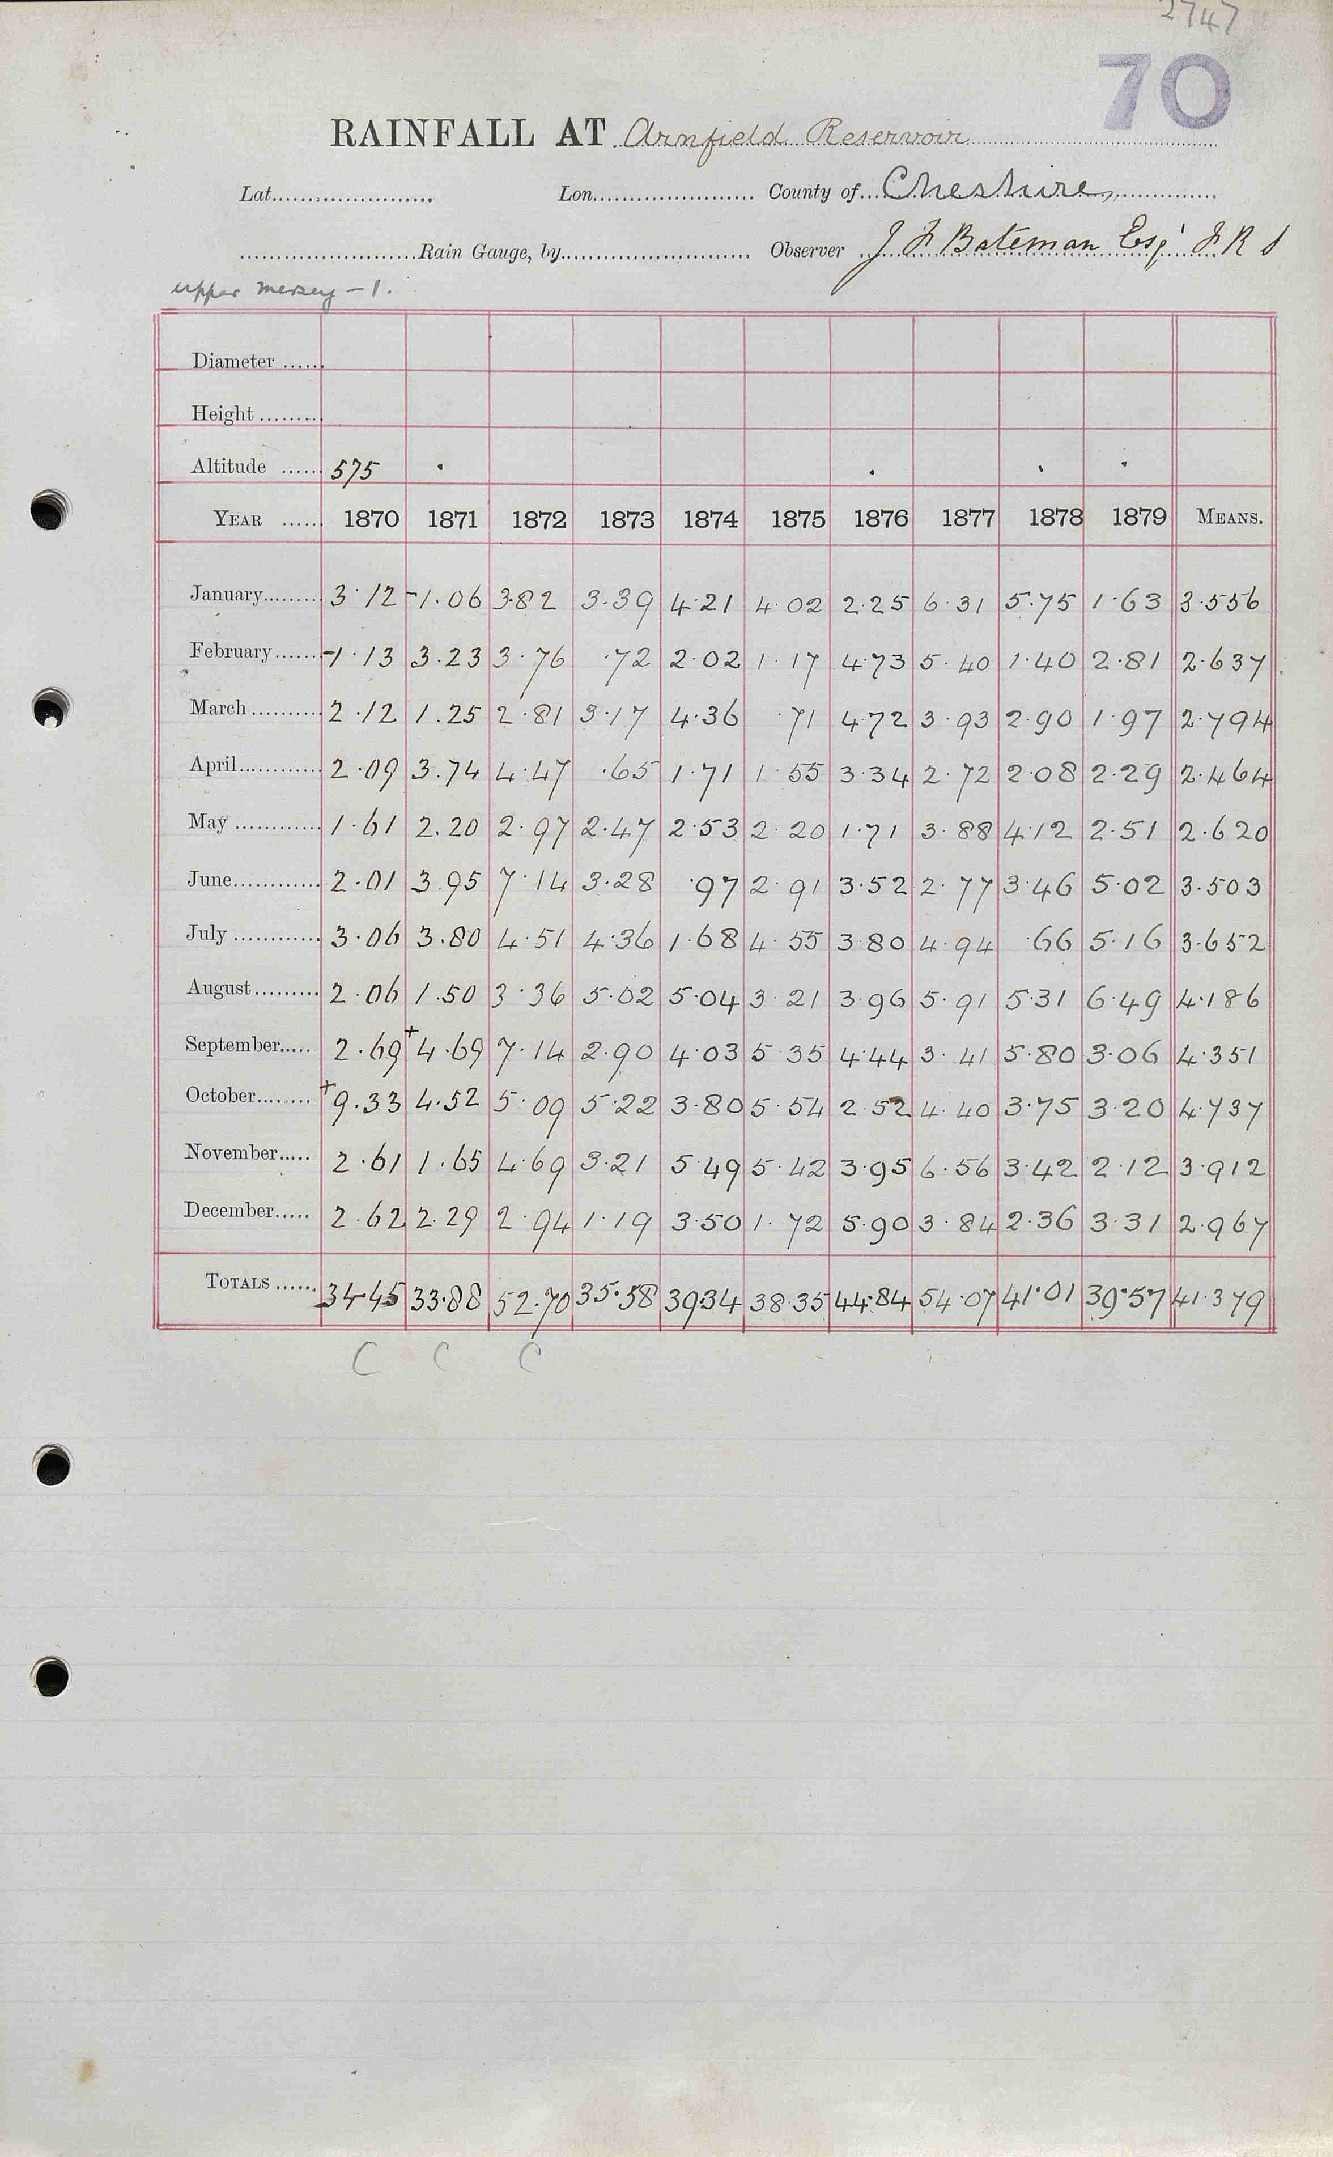 2747
70
RAINFALL AT Arnfield Reservoir
Lat. Lon. County of Cheshire
Rain Gauge, by Observer J F Bateman Esqr F R S
upper Mersey - 1.
Diameter
Height
Altitude 575
YEAR 1870 1871 1872 1873 1874 1875 1876 1877 1878 1879 MEANS.
January 3.12 -1.06 3.82 3.39 4.21 4.02 2.25 6.31 5.75 1.63 3.556
February -1.13 3.23 3.76 .72 2.02 1.17 4.73 5.40 1.40 2.81 2.637
March 2.12 1.25 2.81 3.17 4.36 .71 4.72 3.93 2.90 1.97 2.794
April 2.09 3.74 4.47 .65 1.71 1.55 3.34 2.72 2.08 2.29 2.464
May 1.61 2.20 2.97 2.47 2.53 2.20 1.71 3.88 4.12 2.51 2.620
June 2.01 3.95 7.14 3.28 .97 2.91 3.52 2.77 3.46 5.02 3.503
July 3.06 3.80 4.51 4.36 1.68 4.55 3.80 4.94 .66 5.16 3.652
August 2.06 1.50 3.36 5.02 5.04 3.21 3.96 5.91 5.31 6.49 4.186
September 2.69 +4.69 7.14 2.90 4.03 5.35 4.44 3.41 5.80 3.06 4.351
October +9.33 4.52 5.09 5.22 3.80 5.54 2.52 4.40 3.75 3.20 4.737
November 2.61 1.65 4.69 3.21 5.49 5.42 3.95 6.56 3.42 2.12 3.912
December 2.62 2.29 2.94 1.19 3.50 1.72 5.90 3.84 2.36 3.31 2.967
TOTALS 34.45 33.88 52.70 35.58 39.34 38.35 44.84 54.07 41.01 39.57 41.379
C C C